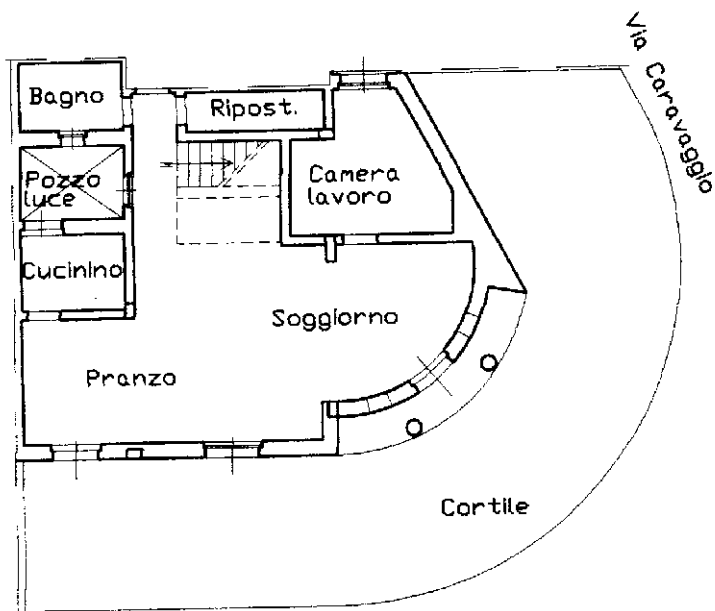 Via Caravaggio
Bagno
Ripost.
Pozzo
luce
Camera
lavoro
Cucinino
Soggiorno
Pranzo
Cortile